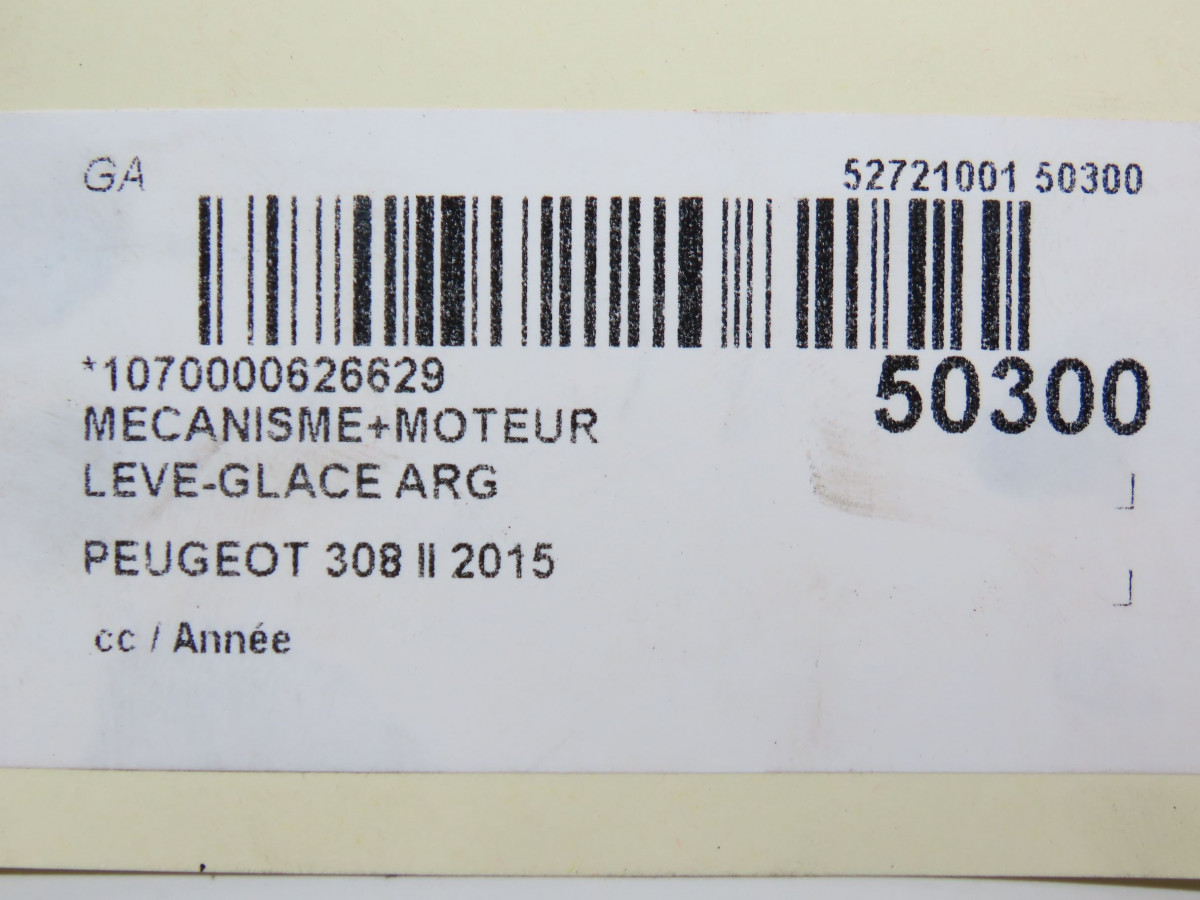 GA 52721001 50300
*1070000626629 50300
MECANISME+MOTEUR
LEVE-GLACE ARG
PEUGEOT 308 II 2015
cc / Année